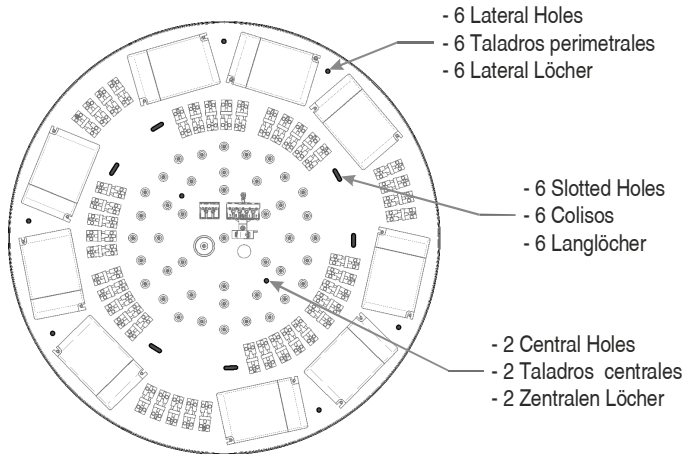 - 6 Lateral Holes
- 6 Taladros perimetrales
- 6 Lateral Löcher
- 6 Slotted Holes
- 6 Colisos
- 6 Langlöcher
- 2 Central Holes
- 2 Taladros centrales
- 2 Zentralen Löcher